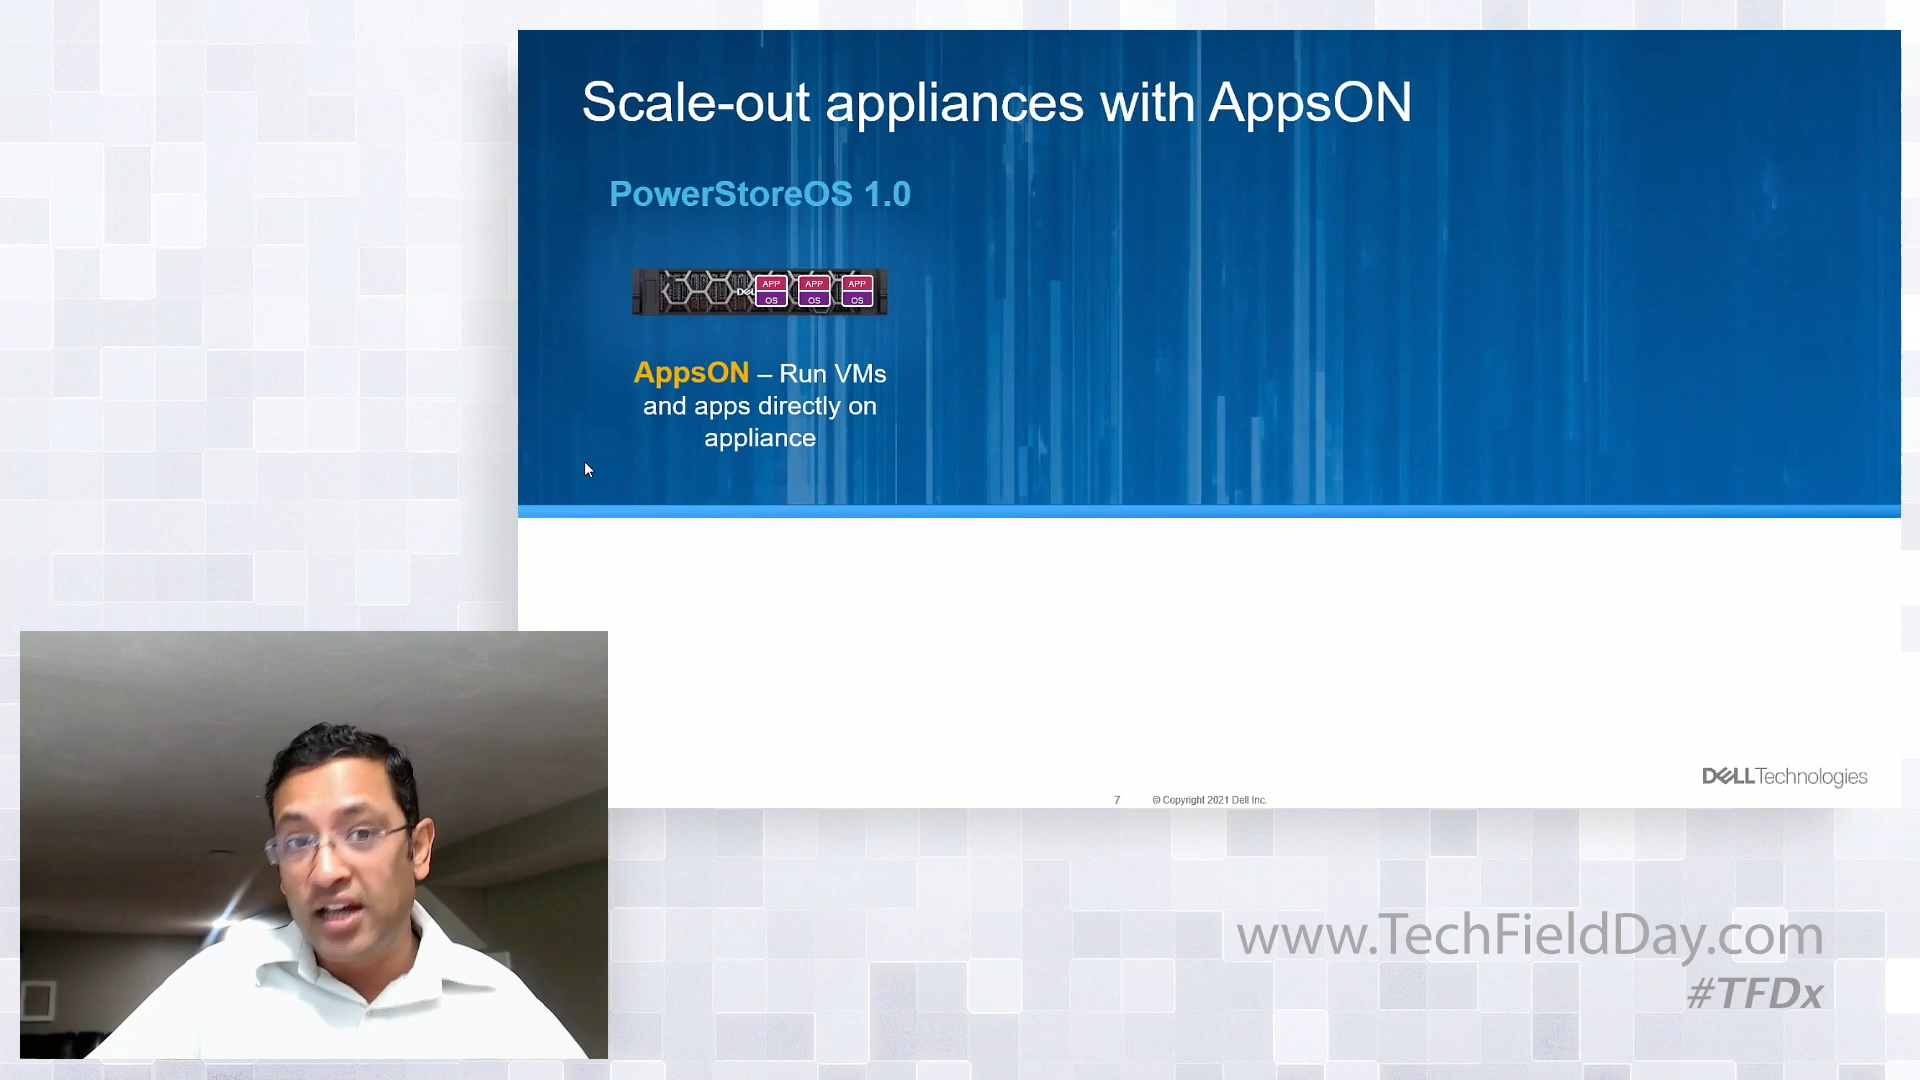 Scale-out appliances with AppsON
PowerStoreOS 1.0
APP APP APP
OS OS OS
AppsON – Run VMs
and apps directly on
appliance
DELLTechnologies
7 © Copyright 2021 Dell Inc.
www.TechFieldDay.com
#TFDx